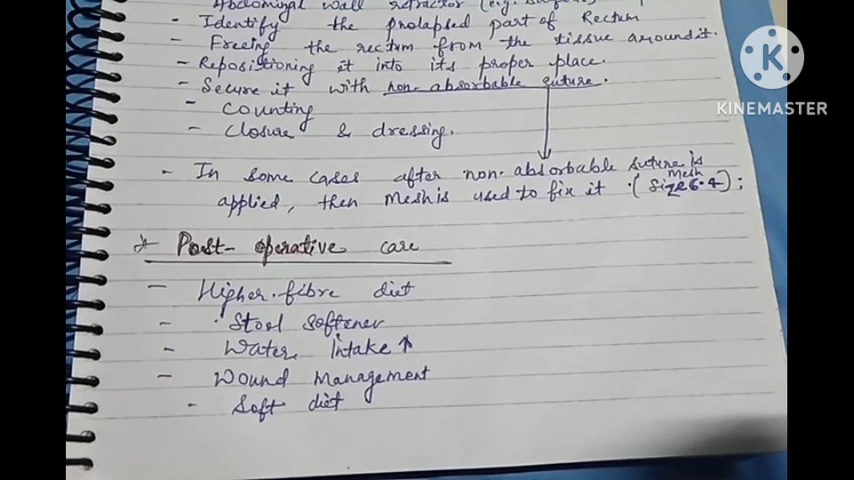 Abdominal wall retractor (e.g.
- Identify the prolapsed part of Rectum
- Freeing the rectum from the tissue around it.
- Repositioning it into its proper place.
- Secure it with non-absorbable suture.
- Counting
- closure & dressing.
- In some cases after non-absorbable suture is
applied, then Mesh is used to fix it. (Mesh size 6.4);
* Post-operative care
- Higher fibre diet
- Stool softener
- Water intake ↑
- Wound management
- Soft diet
K
KINEMASTER